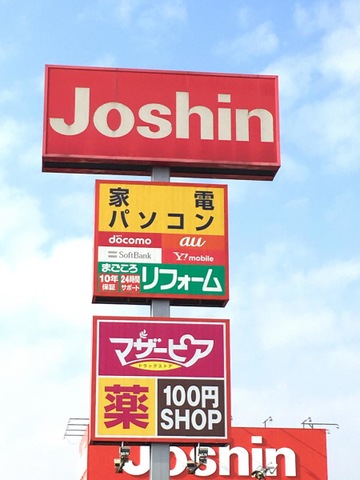 Joshin
家電
パソコン
docomo au
SoftBank Y!mobile
まごころ
10年保証 24時間サポート リフォーム
マザーピア
ドラッグストア
薬 100円
SHOP
Joshin